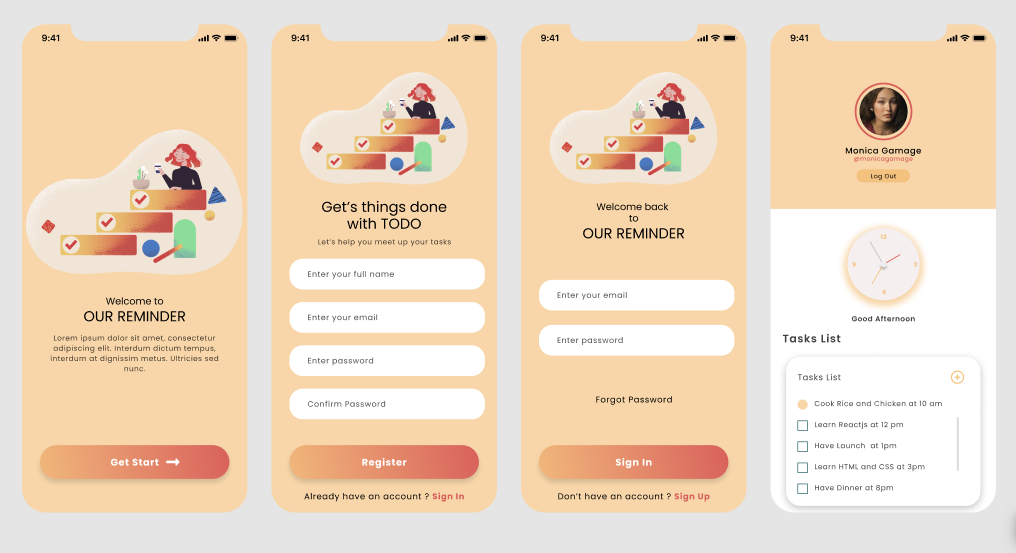 9:41
Welcome to
OUR REMINDER
Lorem ipsum dolor sit amet, consectetur
adipiscing elit. Interdum dictum tempus,
interdum at dignissim metus. Ultricies sed
nunc.
Get Start
9:41
Get’s things done
with TODO
Let’s help you meet up your tasks
Enter your full name
Enter your email
Enter password
Confirm Password
Register
Already have an account ? Sign In
9:41
Welcome back
to
OUR REMINDER
Enter your email
Enter password
Forgot Password
Sign In
Don’t have an account ? Sign Up
9:41
Monica Gamage
@monicagamage
Log Out
12
9 3
6
Good Afternoon
Tasks List
Tasks List
Cook Rice and Chicken at 10 am
Learn Reactjs at 12 pm
Have Launch at 1pm
Learn HTML and CSS at 3pm
Have Dinner at 8pm